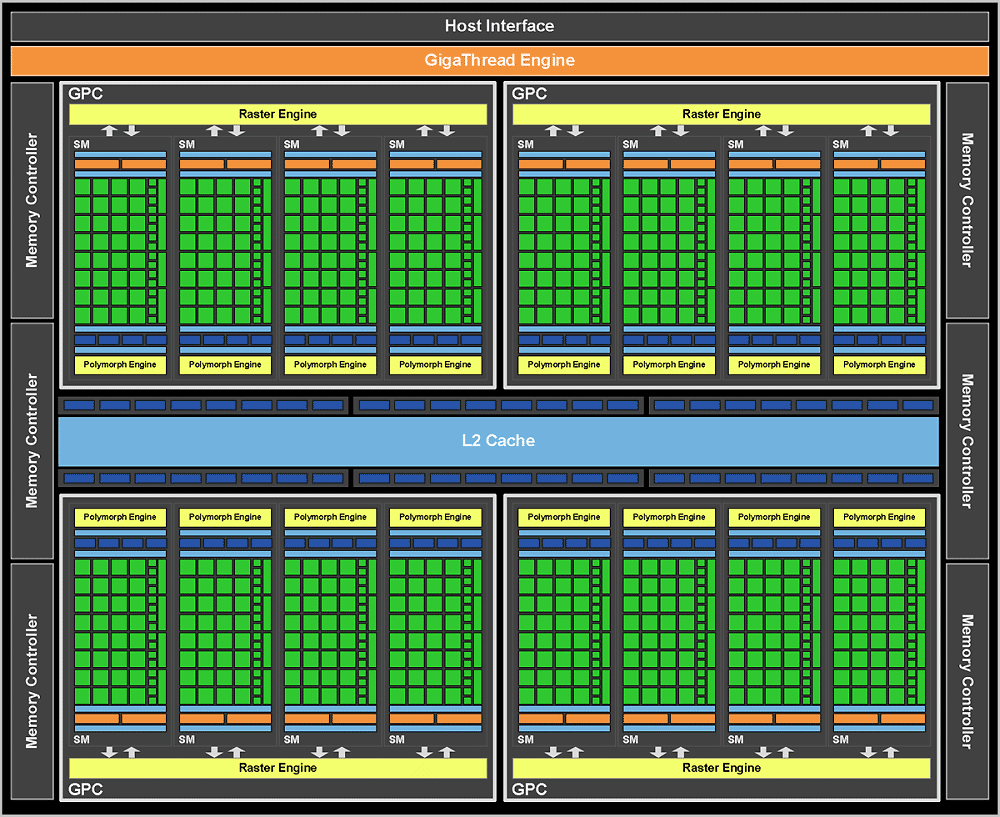 Host Interface
GigaThread Engine
Memory Controller
Memory Controller
Memory Controller
GPC
Raster Engine
SM SM SM SM
Polymorph Engine Polymorph Engine Polymorph Engine Polymorph Engine
GPC
Raster Engine
SM SM SM SM
Polymorph Engine Polymorph Engine Polymorph Engine Polymorph Engine
L2 Cache
Polymorph Engine Polymorph Engine Polymorph Engine Polymorph Engine
SM SM SM SM
Raster Engine
GPC
Polymorph Engine Polymorph Engine Polymorph Engine Polymorph Engine
SM SM SM SM
Raster Engine
GPC
Memory Controller
Memory Controller
Memory Controller